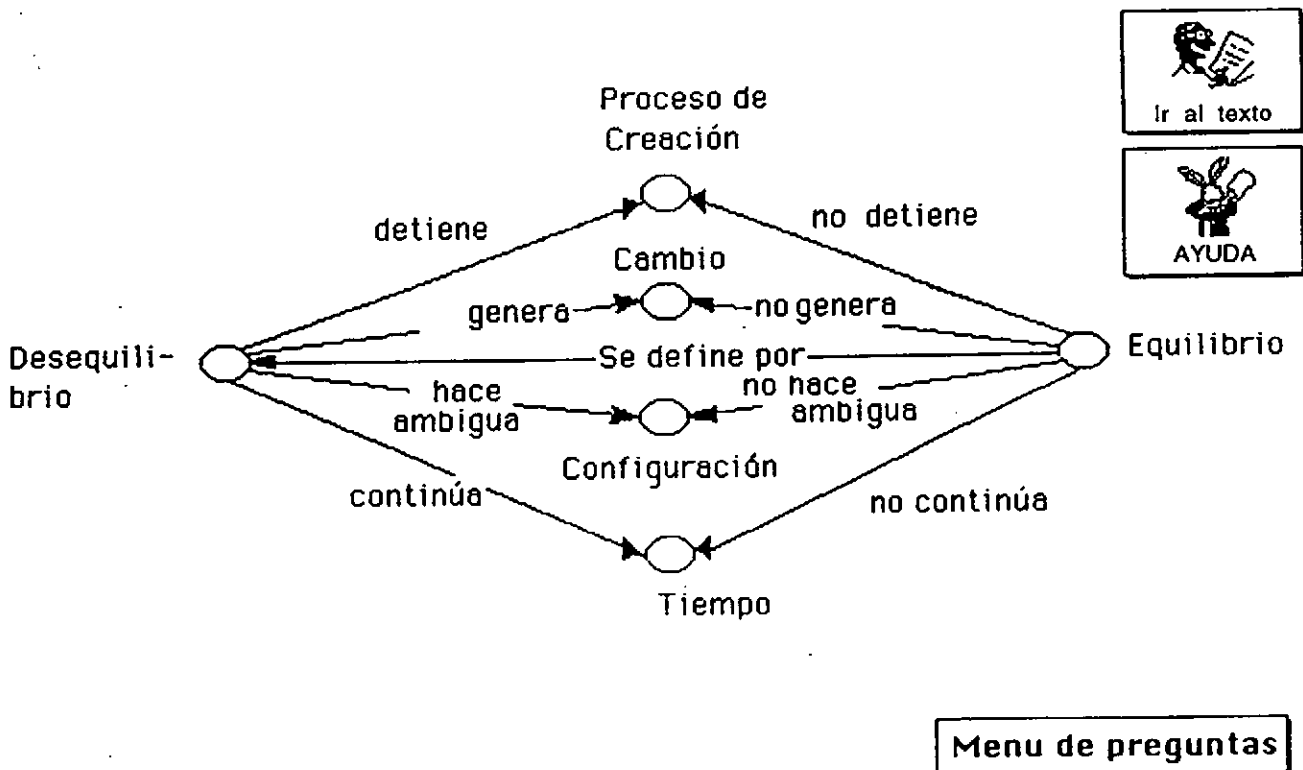 Ir al texto
Proceso de
Creación
AYUDA
detiene
no detiene
Cambio
genera
no genera
Desequili-
brio
Se define por
Equilibrio
hace
ambigua
no hace
ambigua
Configuración
continúa
no continúa
Tiempo
Menu de preguntas